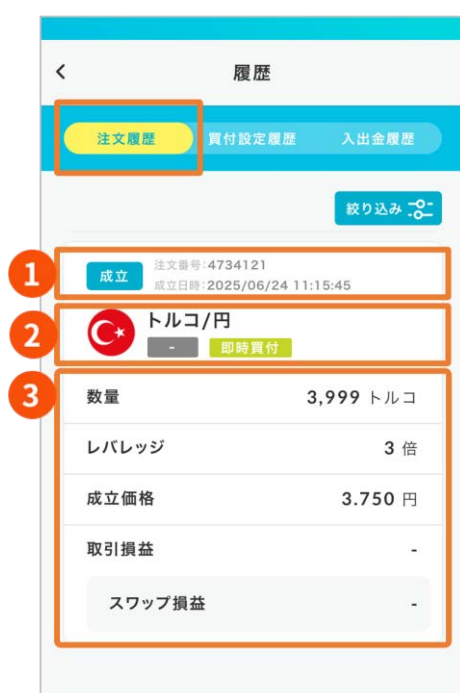 履歴
注文履歴 買付設定履歴 入出金履歴
絞り込み
1
成立
注文番号:4734121
成立日時:2025/06/24 11:15:45
2
トルコ/円
- 即時買付
3
数量 3,999 トルコ
レバレッジ 3 倍
成立価格 3.750 円
取引損益 -
スワップ損益 -